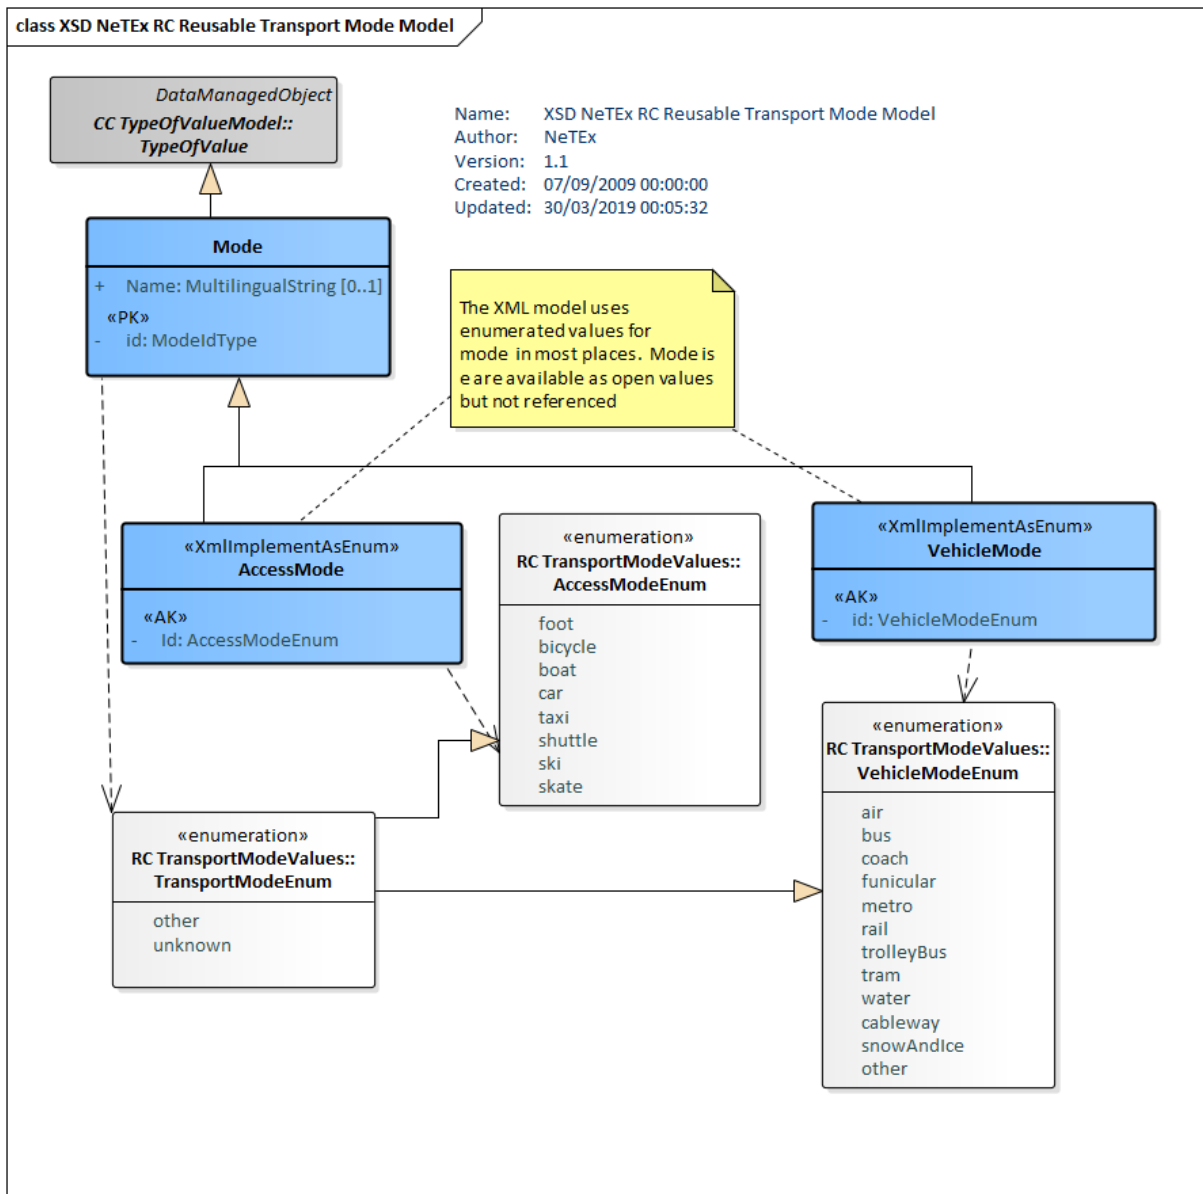 class XSD NeTEx RC Reusable Transport Mode Model
DataManagedObject
CC TypeOfValueModel::
TypeOfValue
Name: XSD NeTEx RC Reusable Transport Mode Model
Author: NeTEx
Version: 1.1
Created: 07/09/2009 00:00:00
Updated: 30/03/2019 00:05:32
Mode
+ Name: MultilingualString [0..1]
«PK»
- id: ModeIdType
The XML model uses
enumerated values for
mode in most places. Mode is
e are available as open values
but not referenced
«XmlImplementAsEnum»
AccessMode
«AK»
- Id: AccessModeEnum
«enumeration»
RC TransportModeValues::
AccessModeEnum
foot
bicycle
boat
car
taxi
shuttle
ski
skate
«XmlImplementAsEnum»
VehicleMode
«AK»
- id: VehicleModeEnum
«enumeration»
RC TransportModeValues::
TransportModeEnum
other
unknown
«enumeration»
RC TransportModeValues::
VehicleModeEnum
air
bus
coach
funicular
metro
rail
trolleyBus
tram
water
cableway
snowAndIce
other